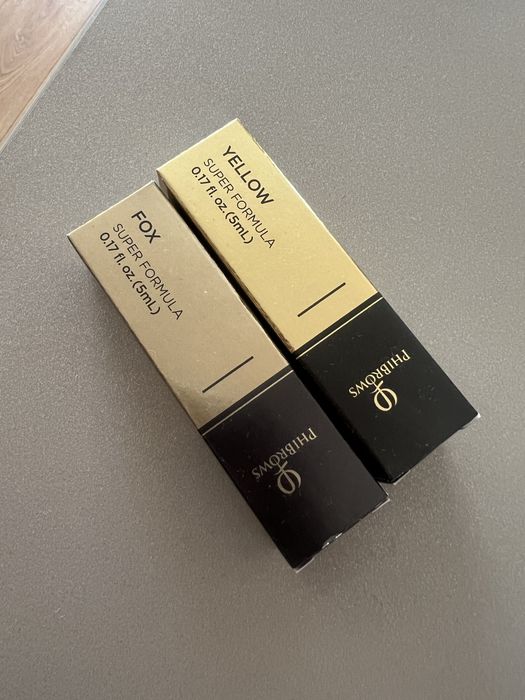 FOX
SUPER FORMULA
0.17 fl. oz. (5mL)
PHIBROWS
YELLOW
SUPER FORMULA
0.17 fl. oz. (5mL)
PHIBROWS